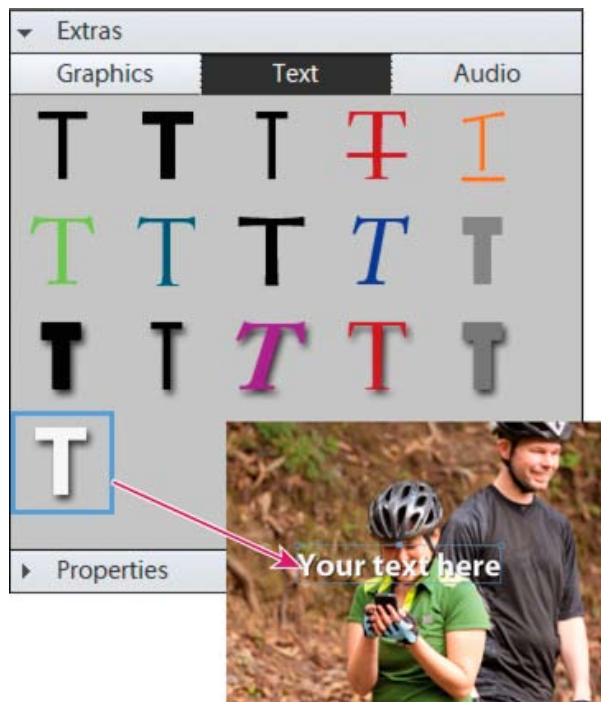 Extras
Graphics Text Audio
T T T T T
T T T T T
T T T T T
T
Your text here
Properties